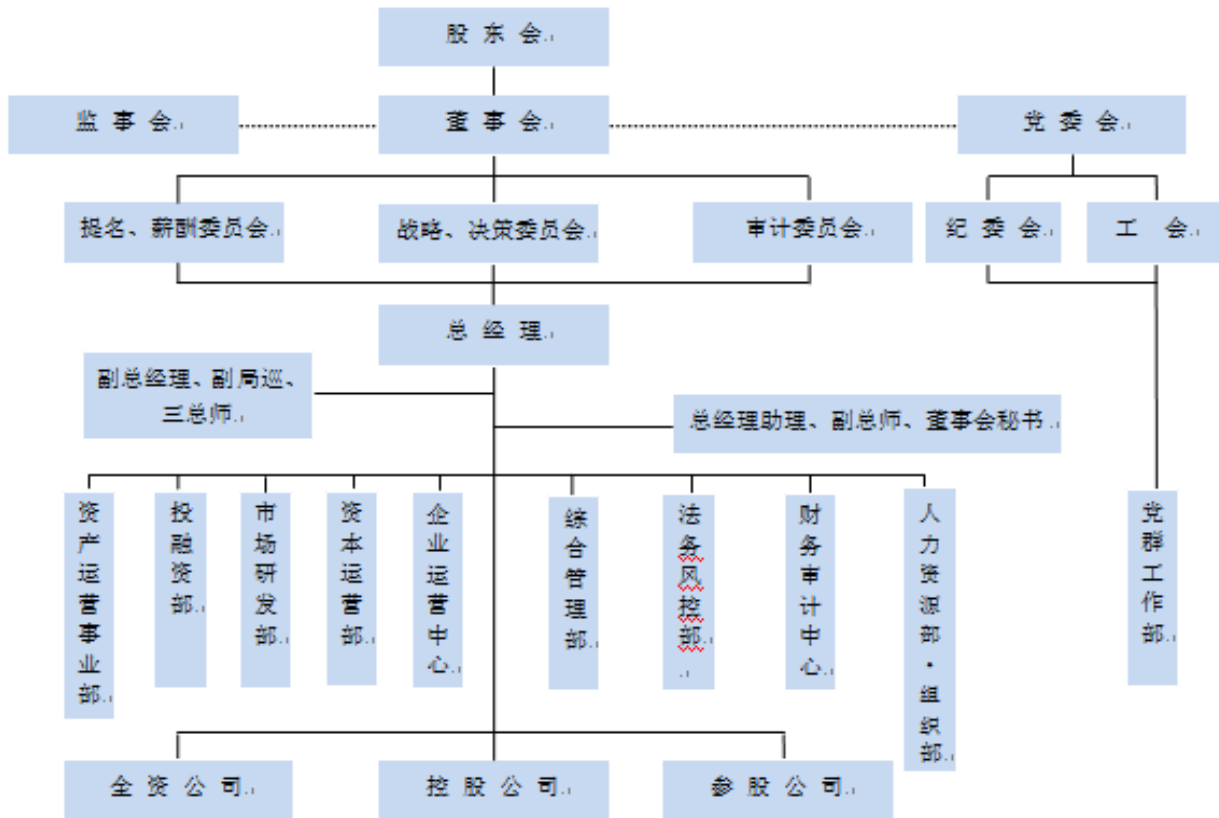 股东会
监事会
董事会
党委会
提名、薪酬委员会
战略、决策委员会
审计委员会
纪委会
工会
总经理
副总经理、副局巡、
三总师
总经理助理、副总师、董事会秘书
资产运营事业部
投融资部
市场研发部
资本运营部
企业运营中心
综合管理部
法务风控部
财务审计中心
人力资源部·组织部
党群工作部
全资公司
控股公司
参股公司